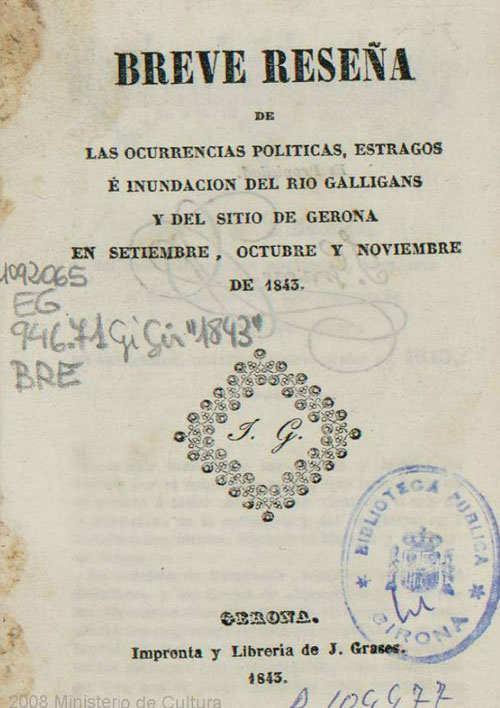 BREVE RESEÑA
DE
LAS OCURRENCIAS POLITICAS, ESTRAGOS
É INUNDACION DEL RIO GALLIGANS
Y DEL SITIO DE GERONA
EN SETIEMBRE, OCTUBRE Y NOVIEMBRE
DE 1843.
1092065
EG
946.71 Gi Gir "1843"
BRE
J. G.
BIBLIOTECA PUBLICA
GIRONA
GERONA.
Imprenta y Libreria de J. Grases.
1843.
2008 Ministerio de Cultura
R. 104477